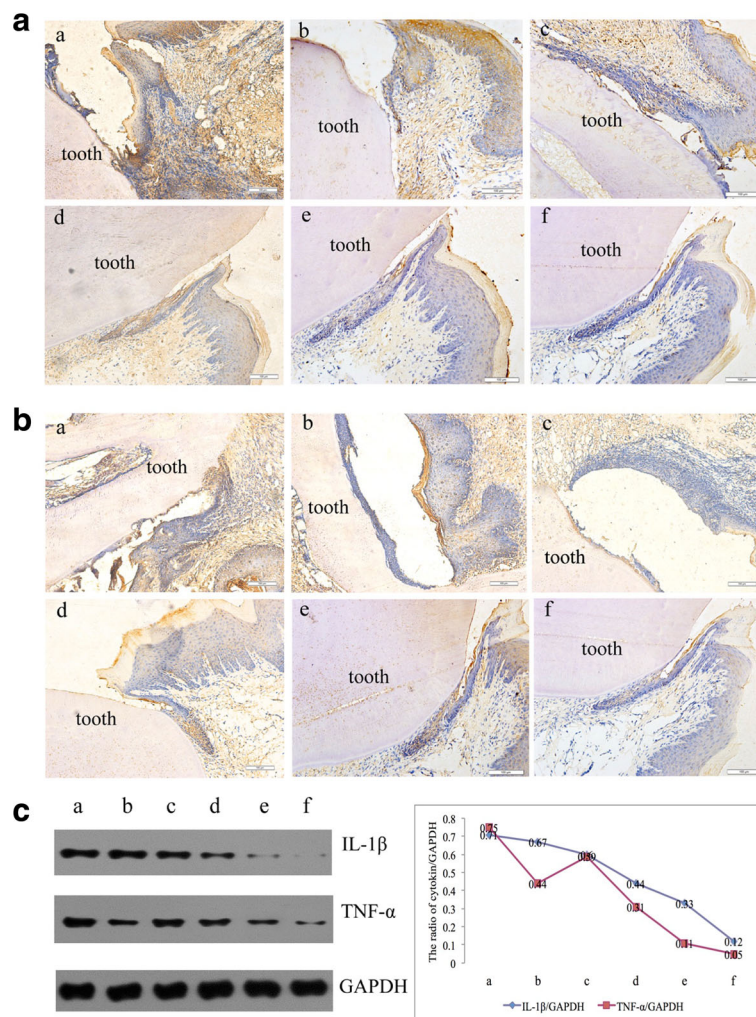 a
a
b
c
tooth
tooth
tooth
d
e
f
tooth
tooth
tooth
b
a
b
c
tooth
tooth
tooth
d
e
f
tooth
tooth
tooth
c
a b c d e f
IL-1β
TNF-α
GAPDH
The radio of cytokin/GAPDH
0.8
0.7
0.6
0.5
0.4
0.3
0.2
0.1
0
0.75
0.71
0.67
0.44
0.59
0.44
0.31
0.33
0.11
0.12
0.05
a b c d e f
IL-1β/GAPDH TNF-α/GAPDH